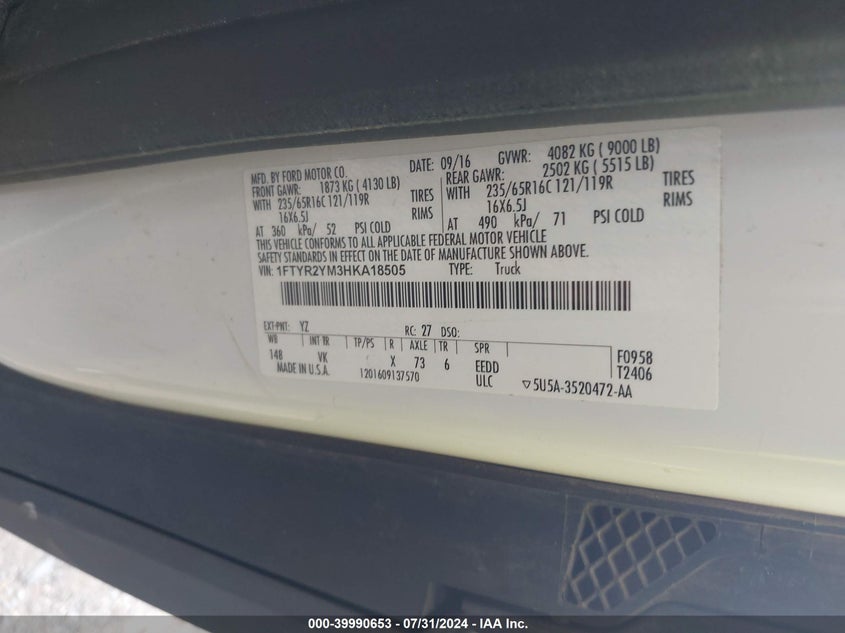 MFD. BY FORD MOTOR CO.
DATE: 09/16 GVWR: 4082 KG ( 9000 LB)
FRONT GAWR: 1873 KG ( 4130 LB) REAR GAWR: 2502 KG ( 5515 LB)
WITH 235/65R16C 121/119R TIRES WITH 235/65R16C 121/119R TIRES
16X6.5J RIMS 16X6.5J RIMS
AT 360 kPa/ 52 PSI COLD AT 490 kPa/ 71 PSI COLD
THIS VEHICLE CONFORMS TO ALL APPLICABLE FEDERAL MOTOR VEHICLE
SAFETY STANDARDS IN EFFECT ON THE DATE OF MANUFACTURE SHOWN ABOVE.
VIN: 1FTYR2YM3HKA18505 TYPE: Truck
EXT-PNT: YZ RC: 27 DSO:
WB INT TR TP/PS R AXLE TR SPR F0958
148 VK X 73 6 EEDD T2406
MADE IN U.S.A. 1201609137570 ULC ▽5U5A-3520472-AA
000-39990653 - 07/31/2024 - IAA Inc.